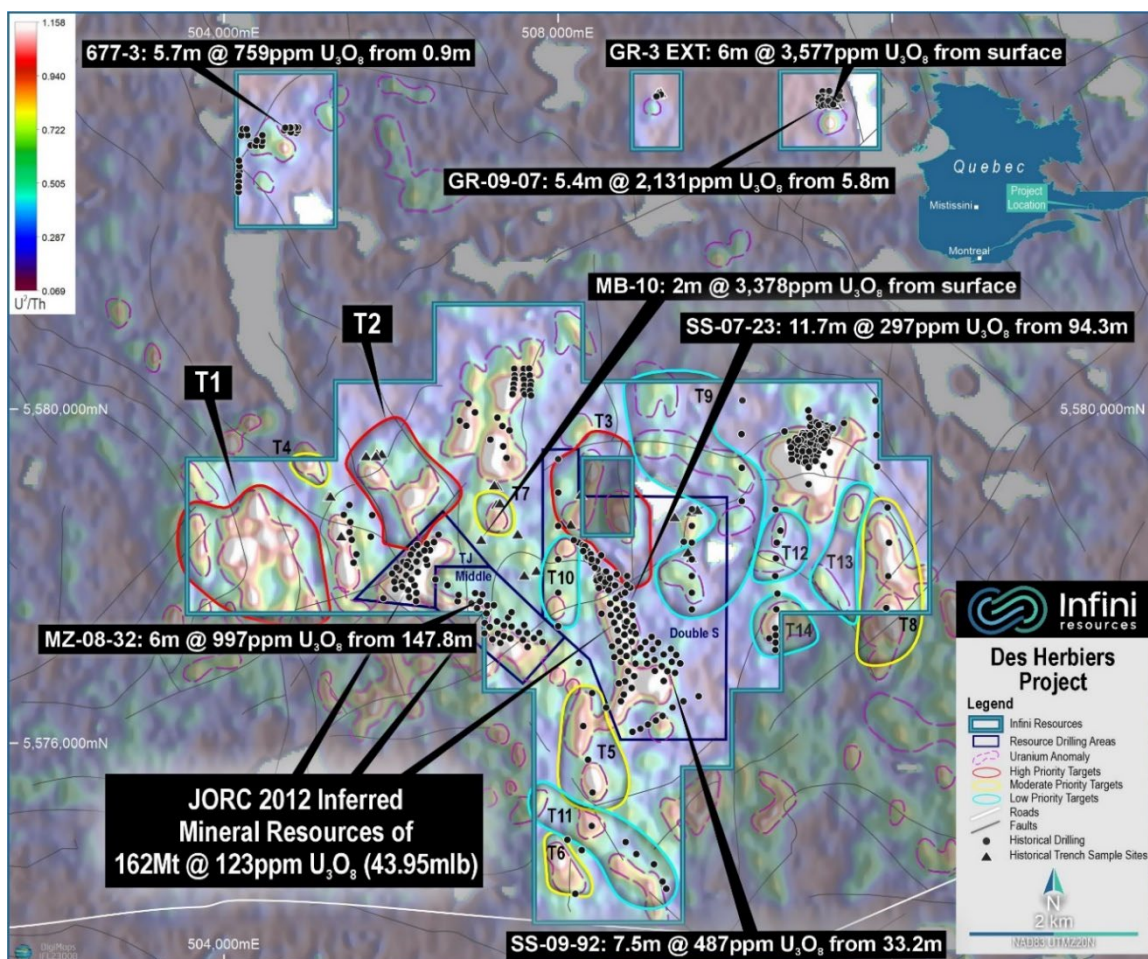 1.158
0.940
0.722
0.505
0.287
0.069
U²/Th
504,000mE
508,000mE
677-3: 5.7m @ 759ppm U₃O₈ from 0.9m
GR-3 EXT: 6m @ 3,577ppm U₃O₈ from surface
GR-09-07: 5.4m @ 2,131ppm U₃O₈ from 5.8m
Quebec
Mistissini
Project
Location
Montreal
MB-10: 2m @ 3,378ppm U₃O₈ from surface
SS-07-23: 11.7m @ 297ppm U₃O₈ from 94.3m
T2
T1
5,580,000mN
5,580,000mN
T9
T3
T4
T7
TJ
Middle
T10
T12
T13
Double S
T14
T8
MZ-08-32: 6m @ 997ppm U₃O₈ from 147.8m
5,576,000mN
T5
T11
T6
JORC 2012 Inferred
Mineral Resources of
162Mt @ 123ppm U₃O₈ (43.95mlb)
SS-09-92: 7.5m @ 487ppm U₃O₈ from 33.2m
504,000mE
DigiMaps
Infini
resources
Des Herbiers
Project
Legend
Infini Resources
Resource Drilling Areas
Uranium Anomaly
High Priority Targets
Moderate Priority Targets
Low Priority Targets
Roads
Faults
Historical Drilling
Historical Trench Sample Sites
N
2 km
NAD83 UTMZ20N